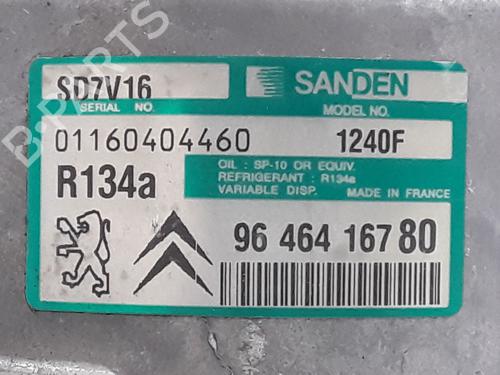 SD7V16 SANDEN
SERIAL NO. MODEL NO.
01160404460 1240F
R134a
OIL : SP-10 OR EQUIV.
REFRIGERANT : R134a
VARIABLE DISP. MADE IN FRANCE
96 464 167 80
B-PARTS